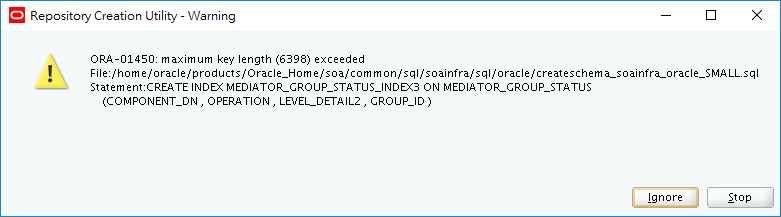 Repository Creation Utility - Warning
ORA-01450: maximum key length (6398) exceeded
File:/home/oracle/products/Oracle_Home/soa/common/sql/soainfra/sql/oracle/createschema_soainfra_oracle_SMALL.sql
Statement:CREATE INDEX MEDIATOR_GROUP_STATUS_INDEX3 ON MEDIATOR_GROUP_STATUS
(COMPONENT_DN , OPERATION , LEVEL_DETAIL2 , GROUP_ID )
Ignore Stop